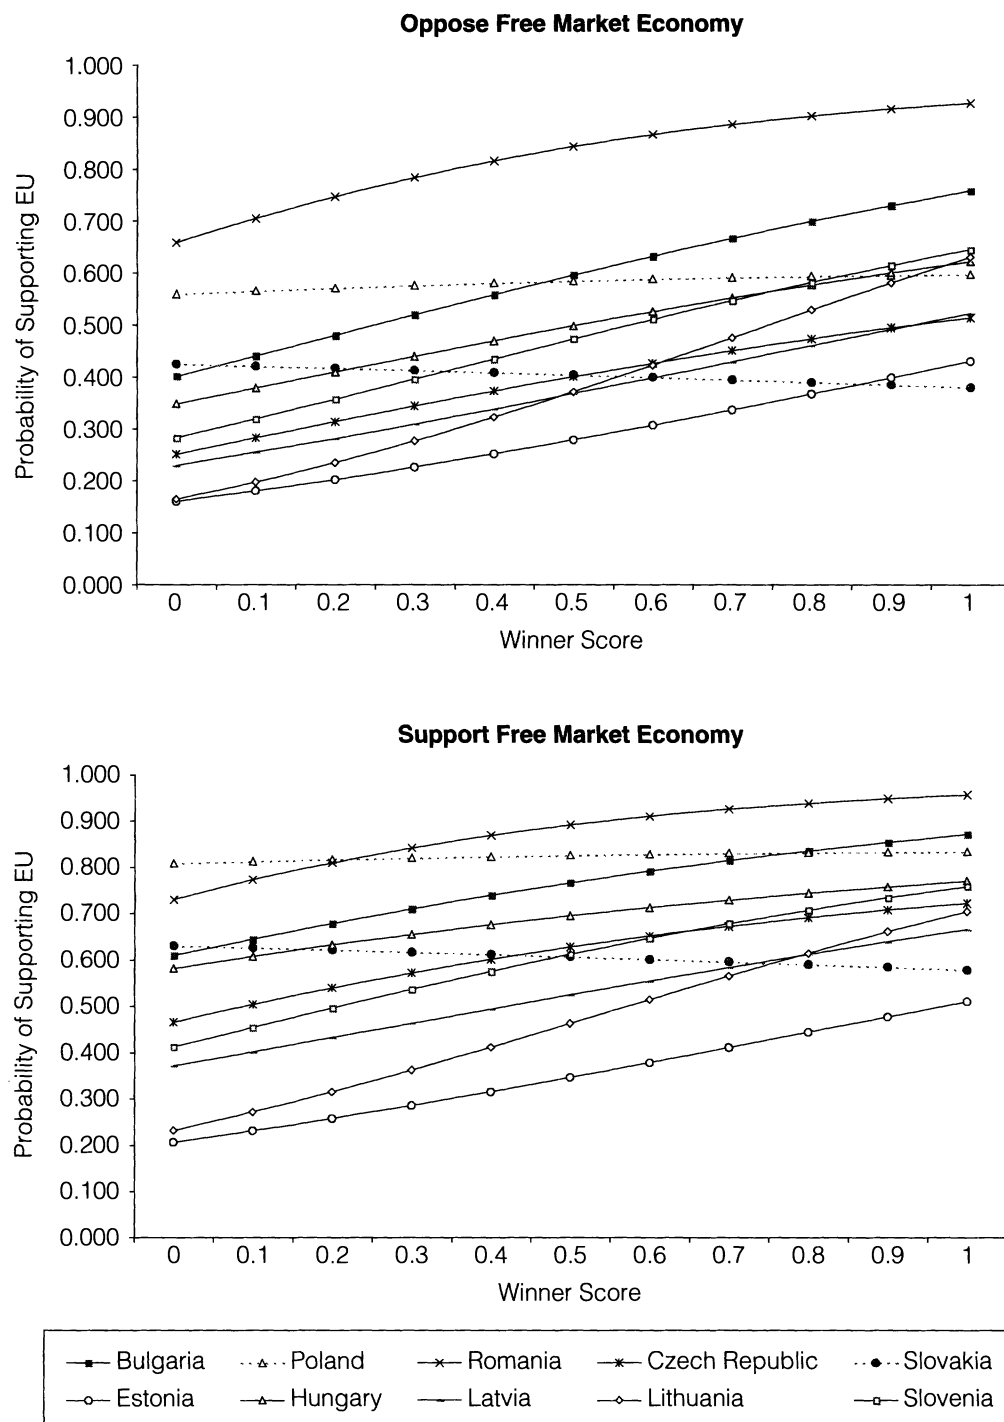 Oppose Free Market Economy
1.000
0.900
0.800
0.700
0.600
0.500
0.400
0.300
0.200
0.100
0.000
Probability of Supporting EU
0 0.1 0.2 0.3 0.4 0.5 0.6 0.7 0.8 0.9 1
Winner Score
Support Free Market Economy
1.000
0.900
0.800
0.700
0.600
0.500
0.400
0.300
0.200
0.100
0.000
Probability of Supporting EU
0 0.1 0.2 0.3 0.4 0.5 0.6 0.7 0.8 0.9 1
Winner Score
Bulgaria Poland Romania Czech Republic Slovakia
Estonia Hungary Latvia Lithuania Slovenia